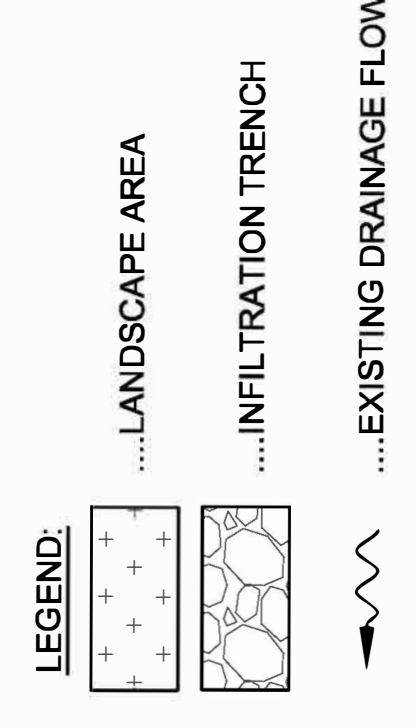 LEGEND:
....LANDSCAPE AREA
....INFILTRATION TRENCH
....EXISTING DRAINAGE FLOW